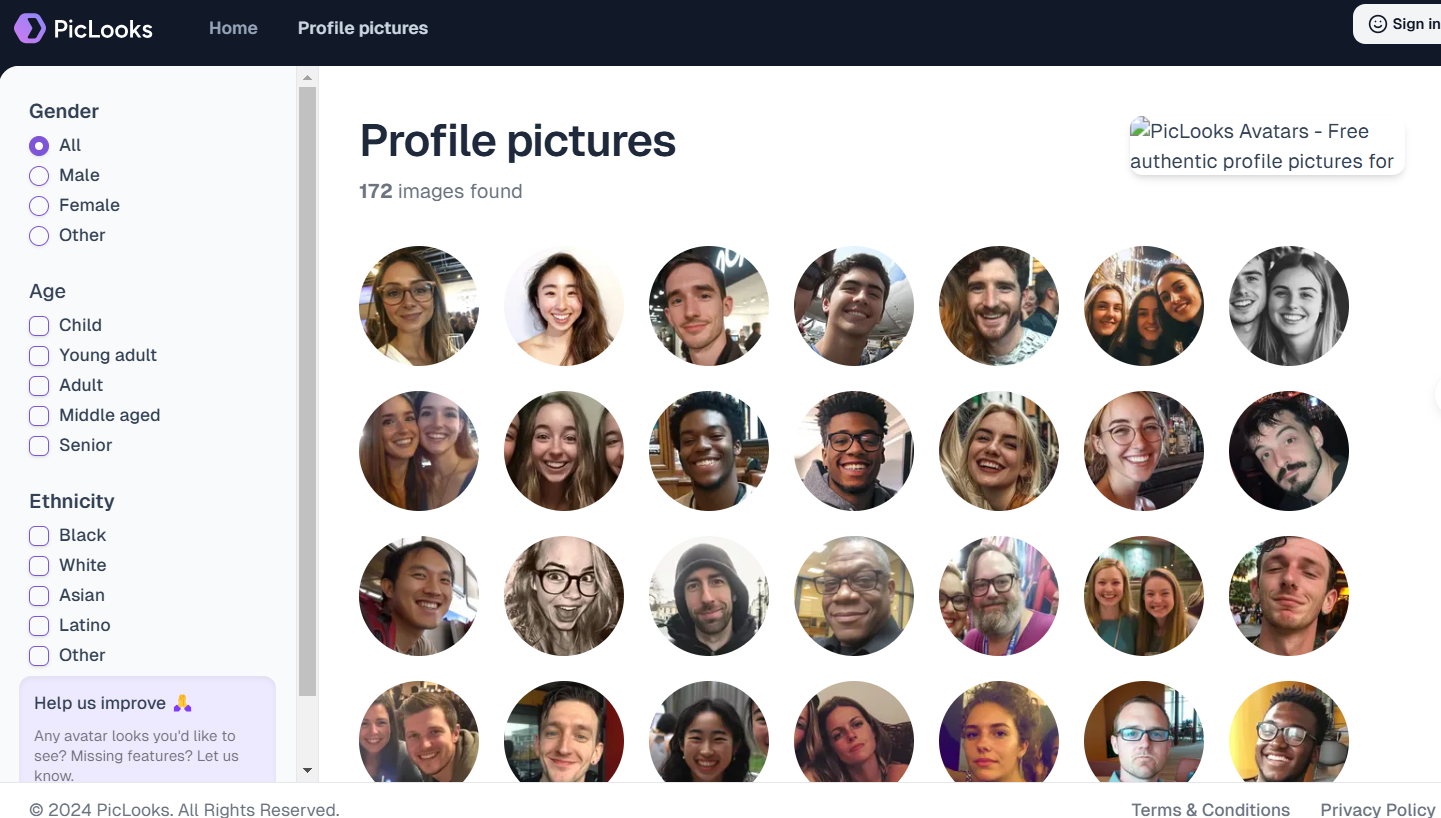 PicLooks
Home
Profile pictures
Sign in
Gender
All
Male
Female
Other
Age
Child
Young adult
Adult
Middle aged
Senior
Ethnicity
Black
White
Asian
Latino
Other
Help us improve 🙏
Any avatar looks you'd like to
see? Missing features? Let us
know.
Profile pictures
172 images found
PicLooks Avatars - Free
authentic profile pictures for
© 2024 PicLooks. All Rights Reserved.
Terms & Conditions
Privacy Policy